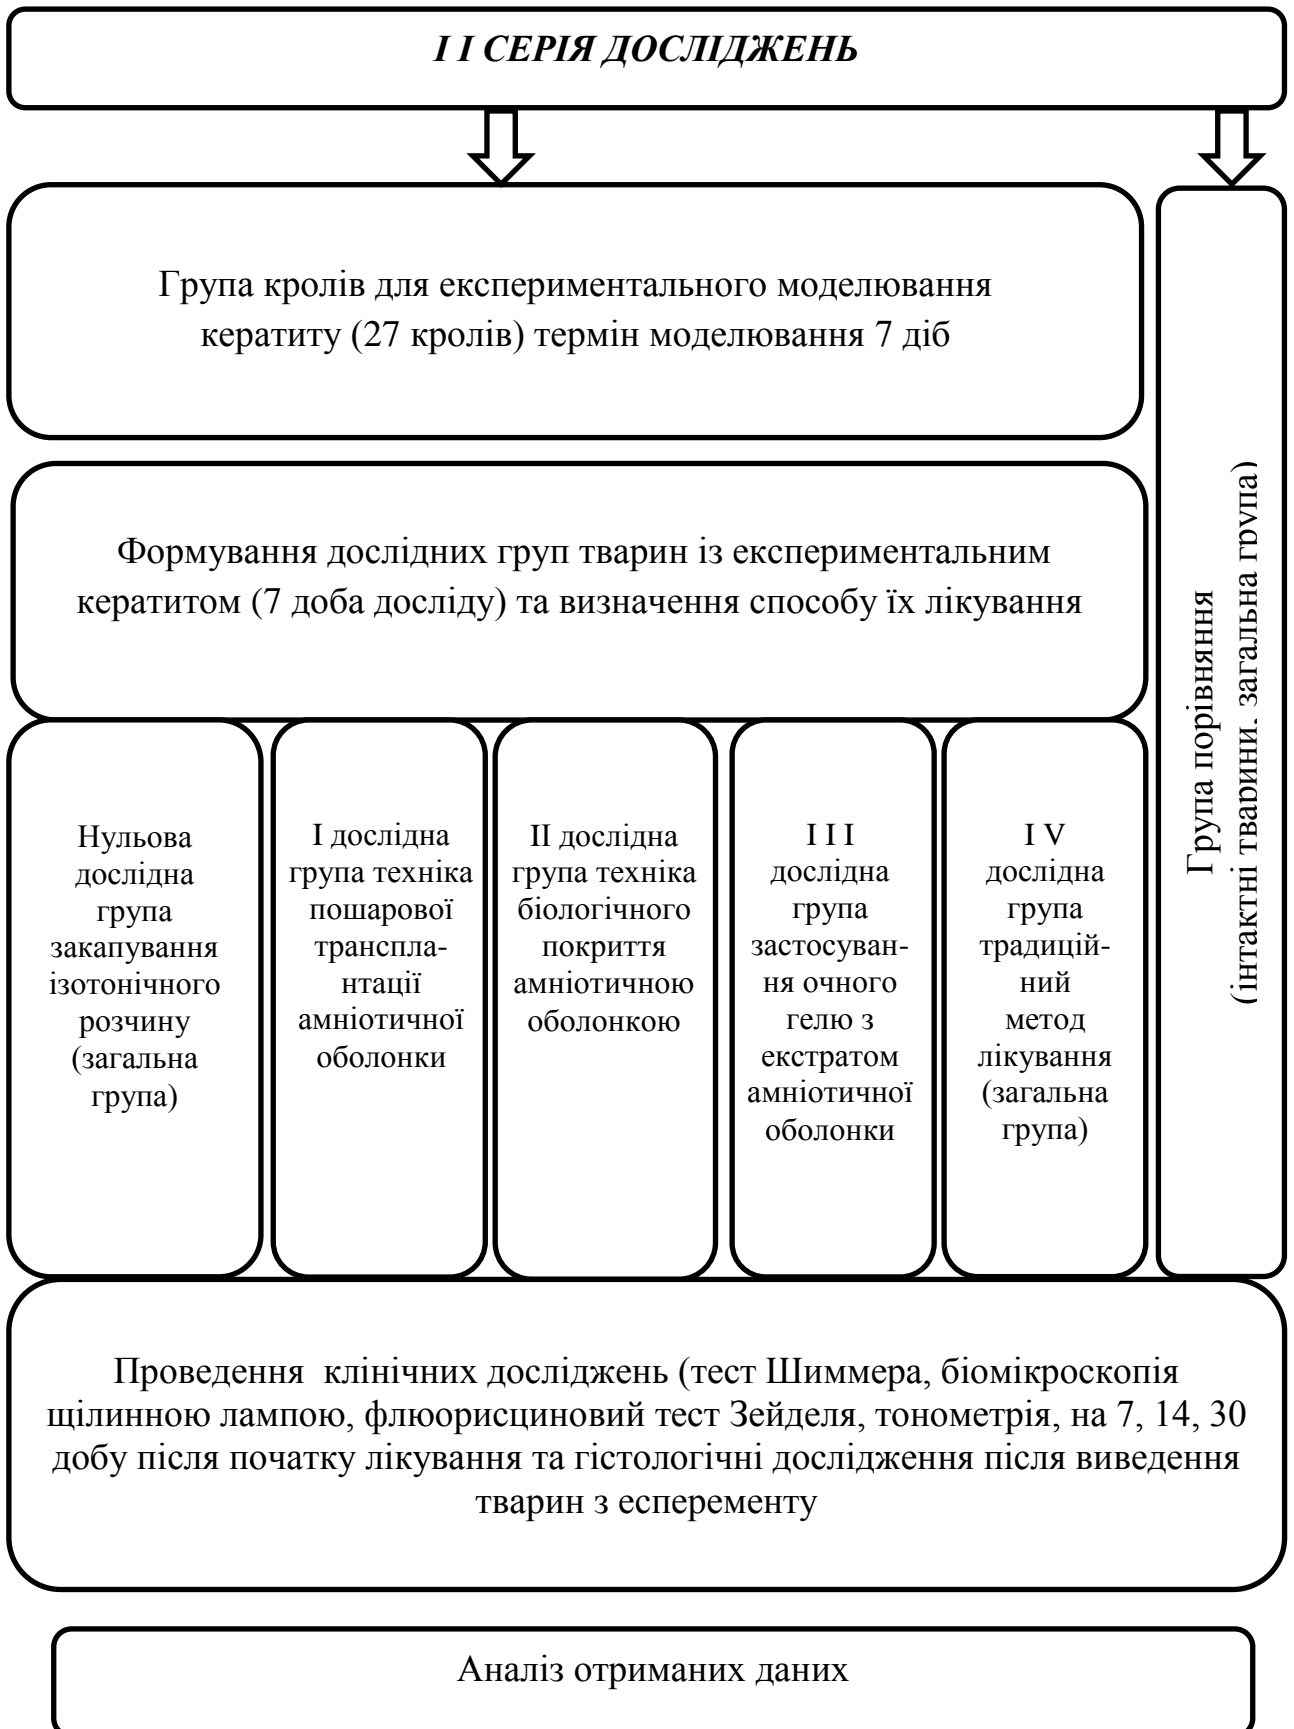 І І СЕРІЯ ДОСЛІДЖЕНЬ
Група кролів для експериментального моделювання
кератиту (27 кролів) термін моделювання 7 діб
Формування дослідних груп тварин із експериментальним
кератитом (7 доба досліду) та визначення способу їх лікування
Нульова
дослідна
група
закапування
ізотонічного
розчину
(загальна
група)
І дослідна
група техніка
пошарової
транспла-
нтації
амніотичної
оболонки
ІІ дослідна
група техніка
біологічного
покриття
амніотичною
оболонкою
І І І
дослідна
група
застосуван-
ня очного
гелю з
екстратом
амніотичної
оболонки
І V
дослідна
група
традицій-
ний
метод
лікування
(загальна
група)
Група порівняння
(інтактні тварини, загальна група)
Проведення  клінічних досліджень (тест Шиммера, біомікроскопія
щілинною лампою, флюорисциновий тест Зейделя, тонометрія, на 7, 14, 30
добу після початку лікування та гістологічні дослідження після виведення
тварин з есперементу
Аналіз отриманих даних